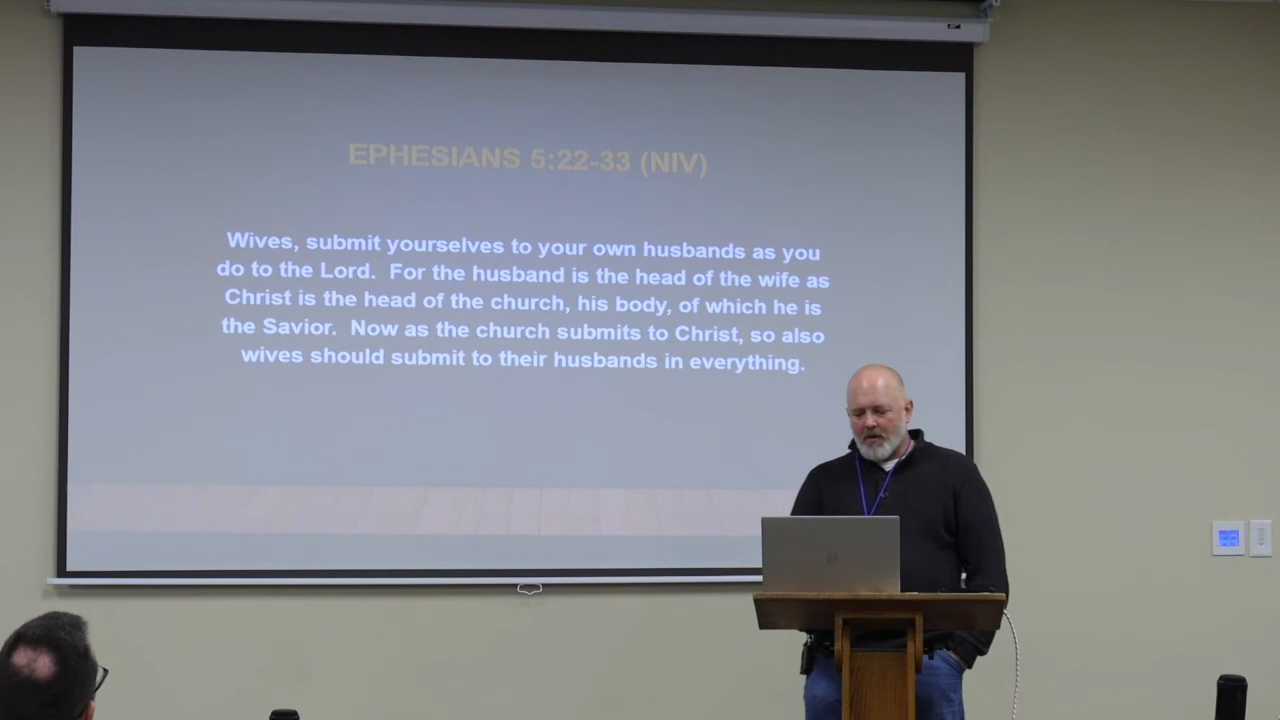 EPHESIANS 5:22-33 (NIV)
Wives, submit yourselves to your own husbands as you
do to the Lord.  For the husband is the head of the wife as
Christ is the head of the church, his body, of which he is
the Savior.  Now as the church submits to Christ, so also
wives should submit to their husbands in everything.